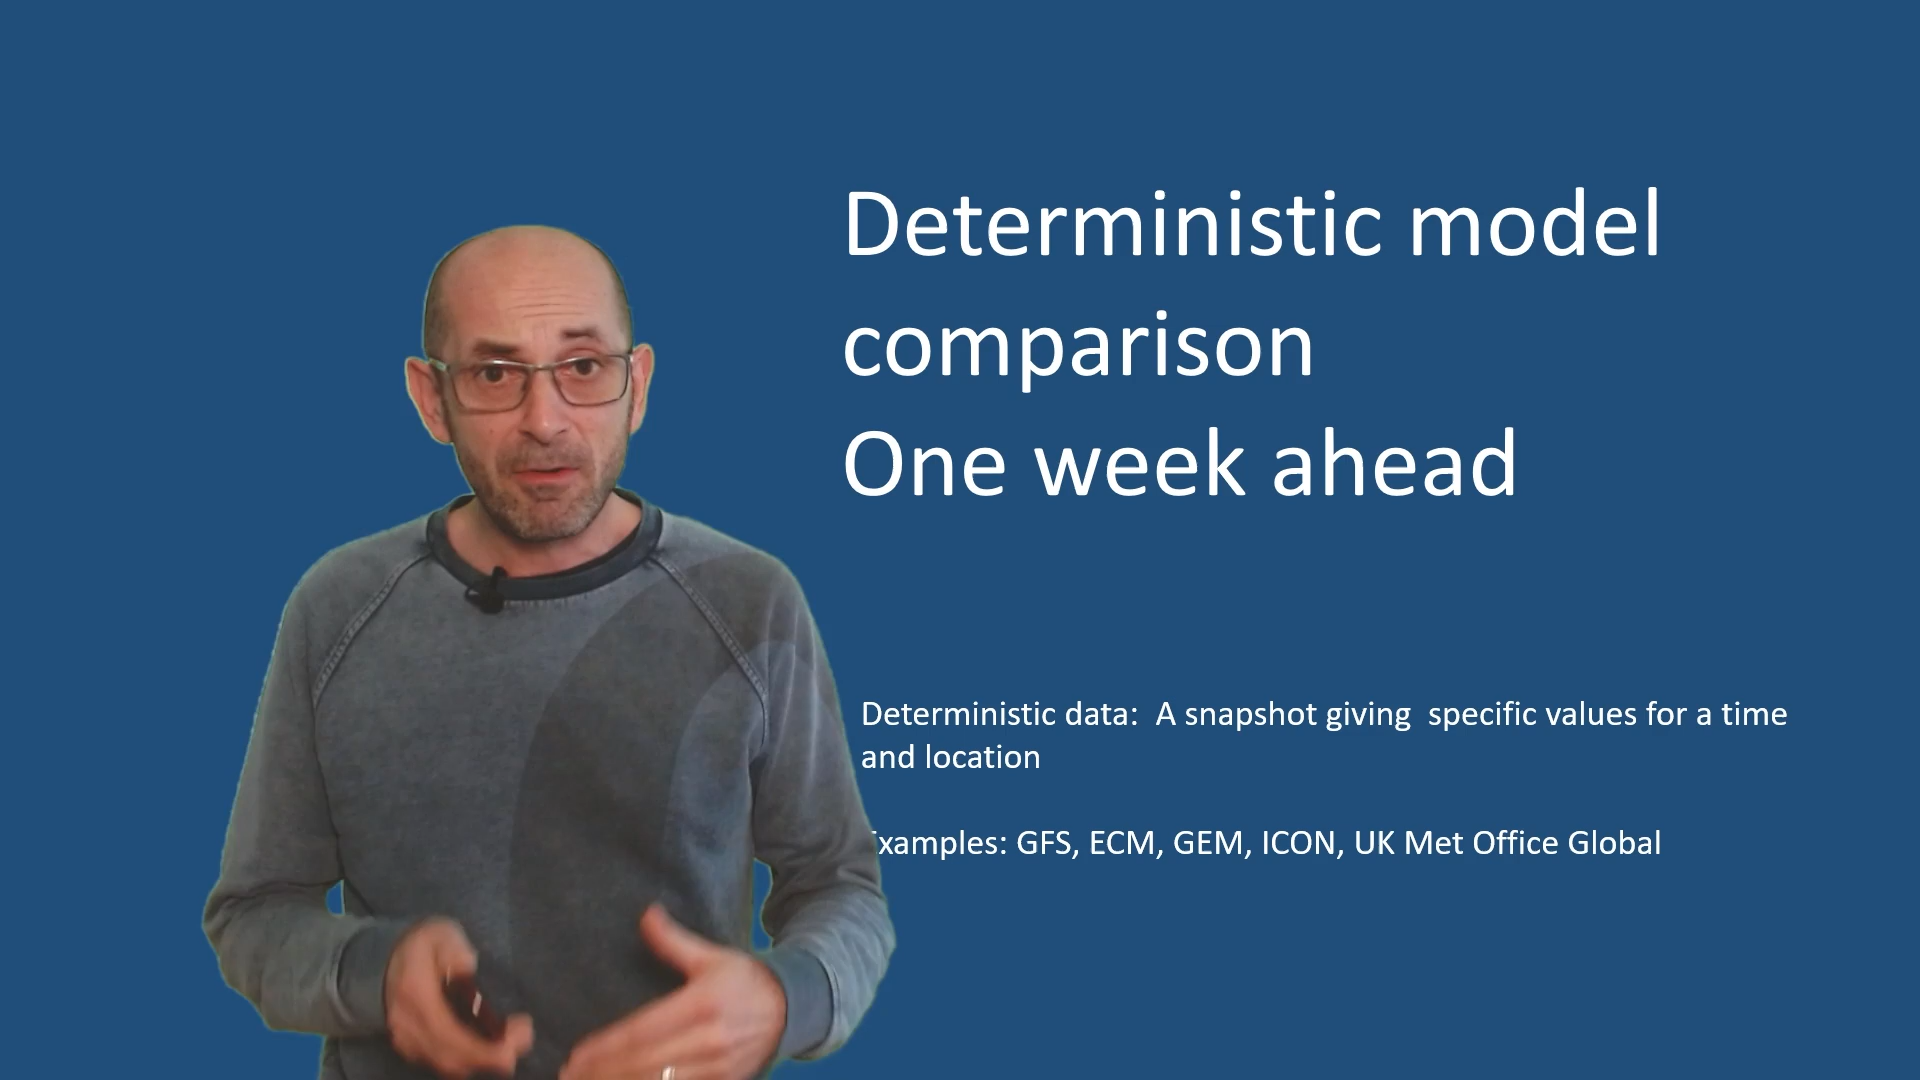 Deterministic model
comparison
One week ahead
Deterministic data:  A snapshot giving  specific values for a time
and location
Examples: GFS, ECM, GEM, ICON, UK Met Office Global